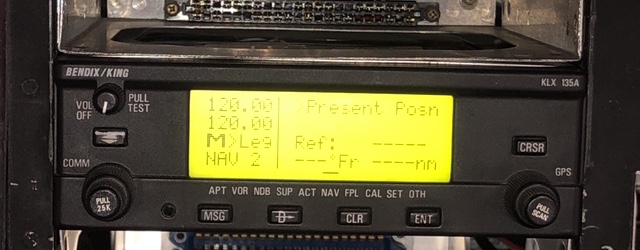 BENDIX/KING
KLX 135A
VOL
OFF
PULL
TEST
120.00 >Present Posn
120.00
M>Leg Ref: -----
NAV 2 ---°Fr ----nm
CRSR
COMM
GPS
APT VOR NDB SUP ACT NAV FPL CAL SET OTH
PULL
25K
MSG
D
CLR
ENT
PULL
SCAN